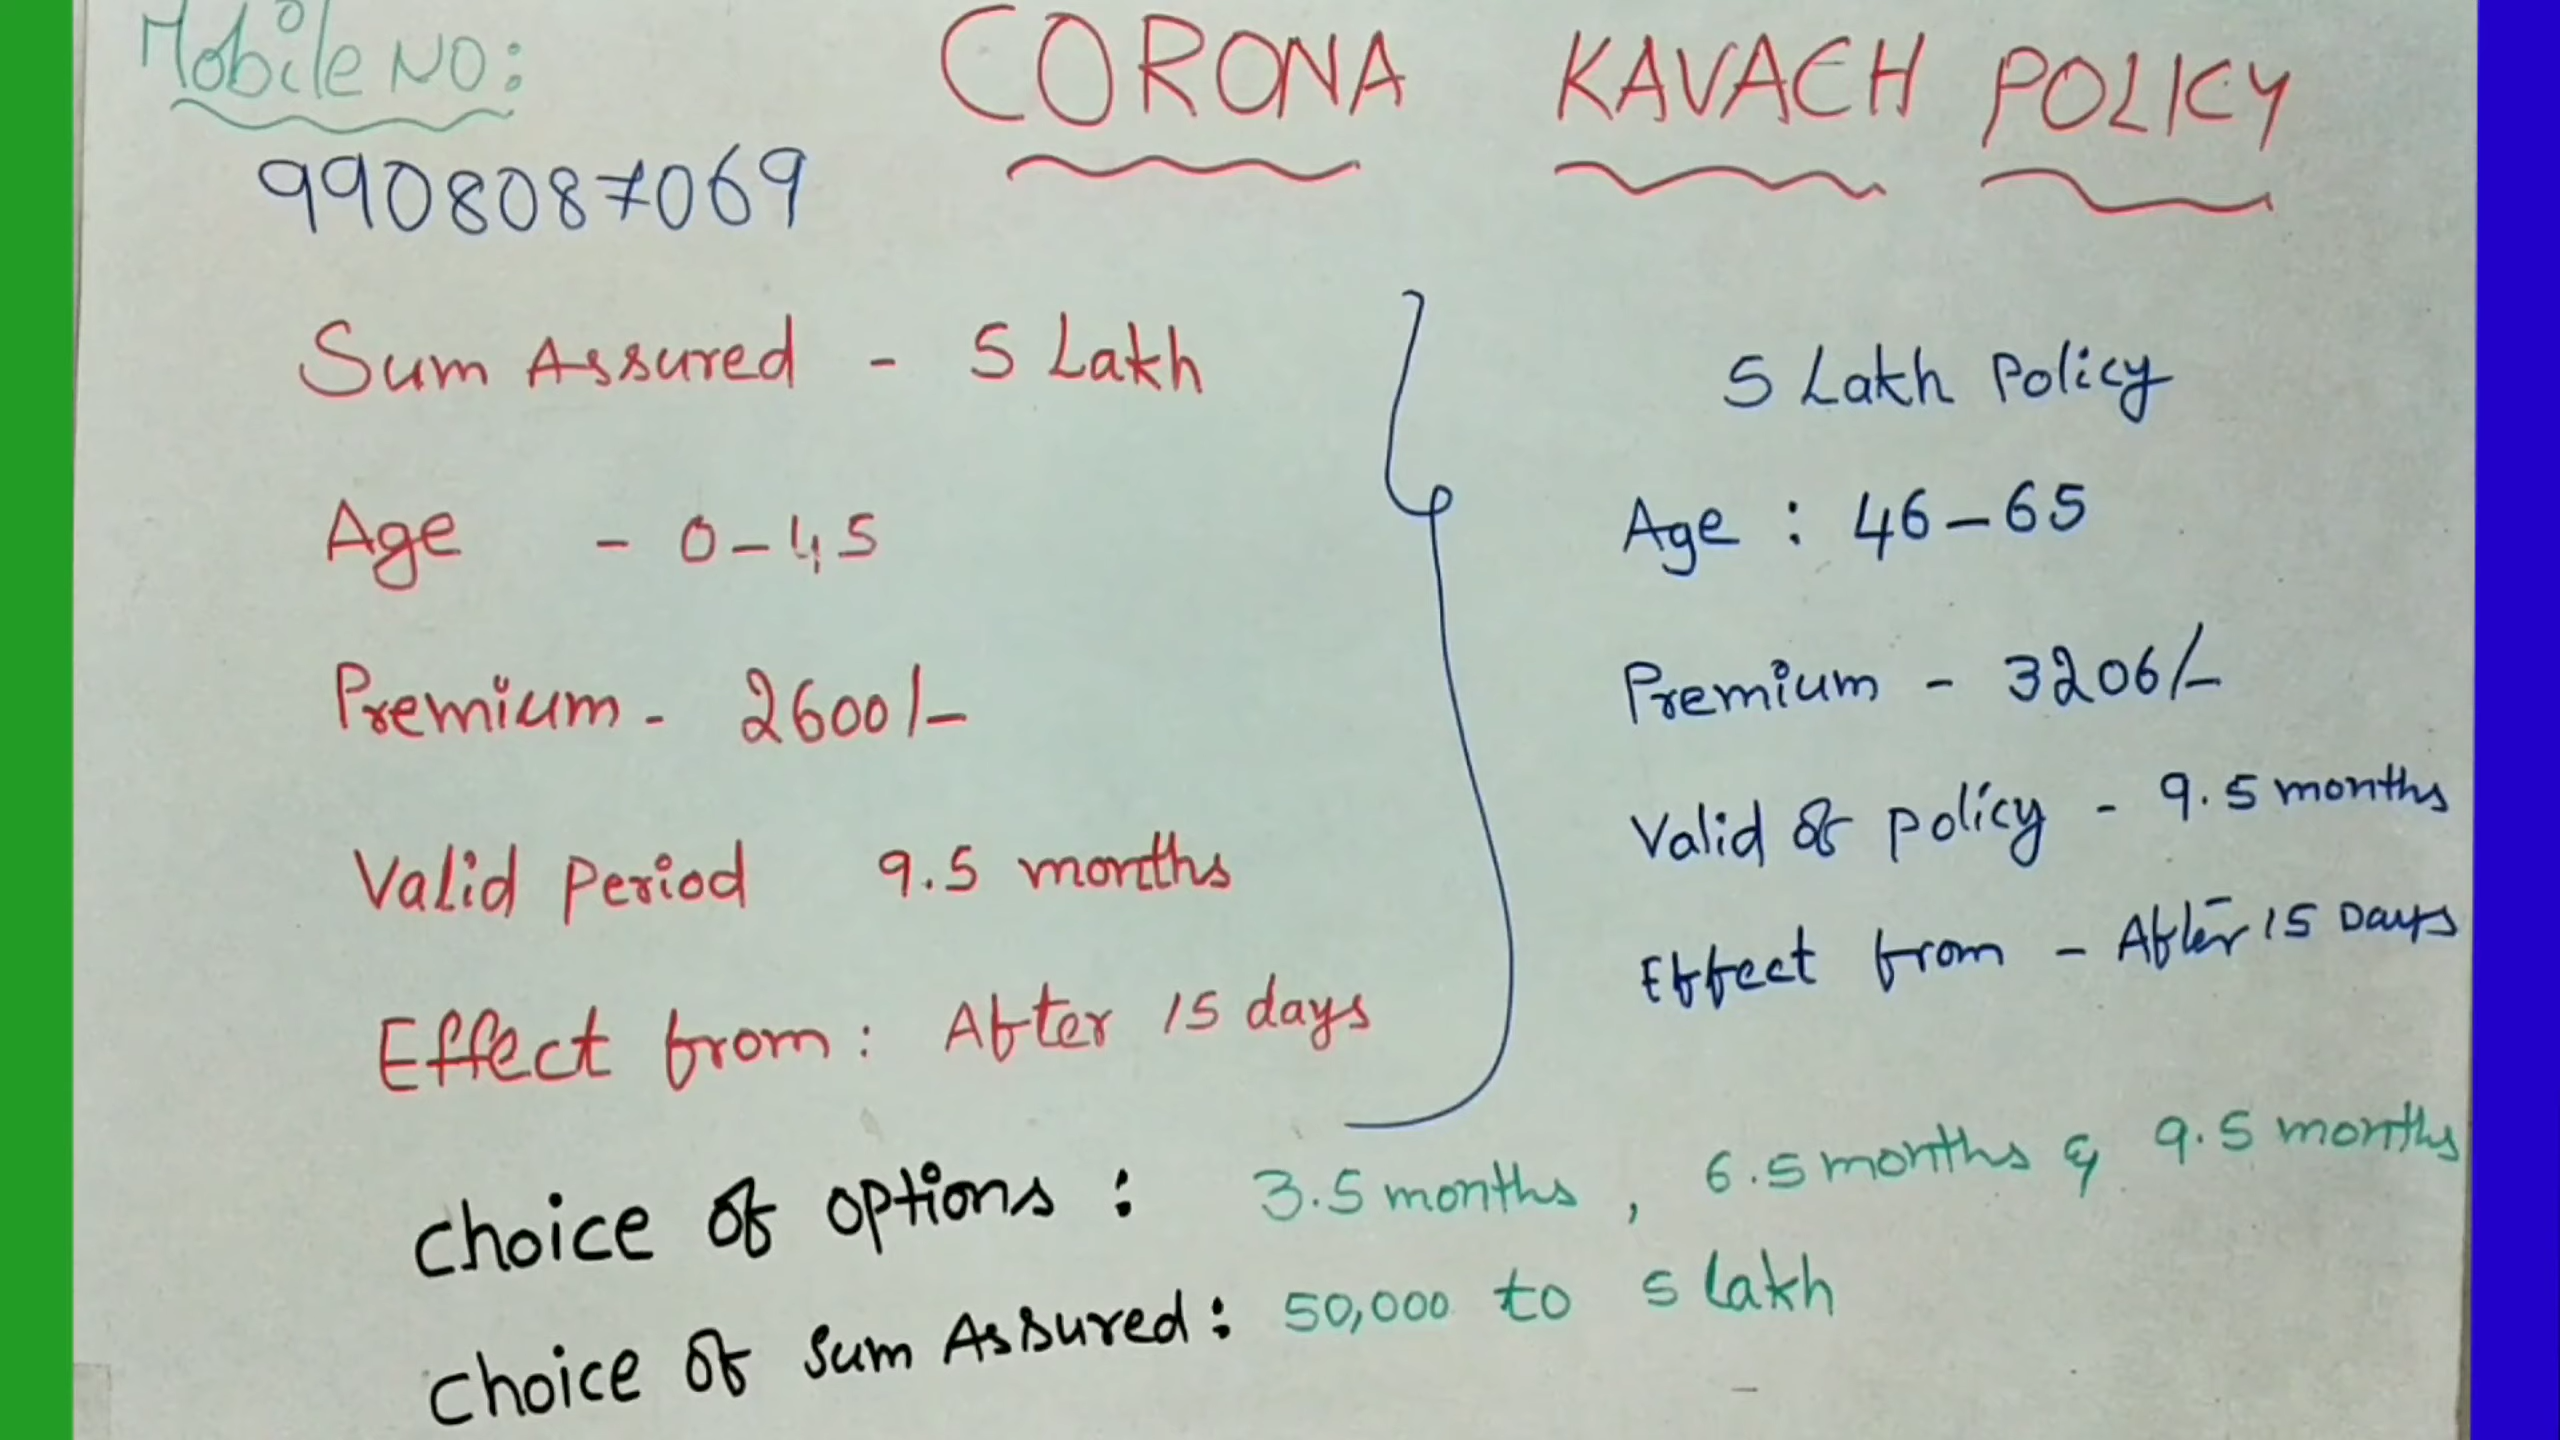 Mobile NO:
9908087069
CORONA KAVACH POLICY
Sum Assured - 5 Lakh
Age - 0-45
Premium - 2600/-
Valid Period 9.5 months
Effect from: After 15 days
5 Lakh Policy
Age : 46-65
Premium - 3206/-
Valid of policy - 9.5 months
Effect from - After 15 Days
choice of options : 3.5 months, 6.5 months & 9.5 months
choice of Sum Assured: 50,000 to 5 lakh